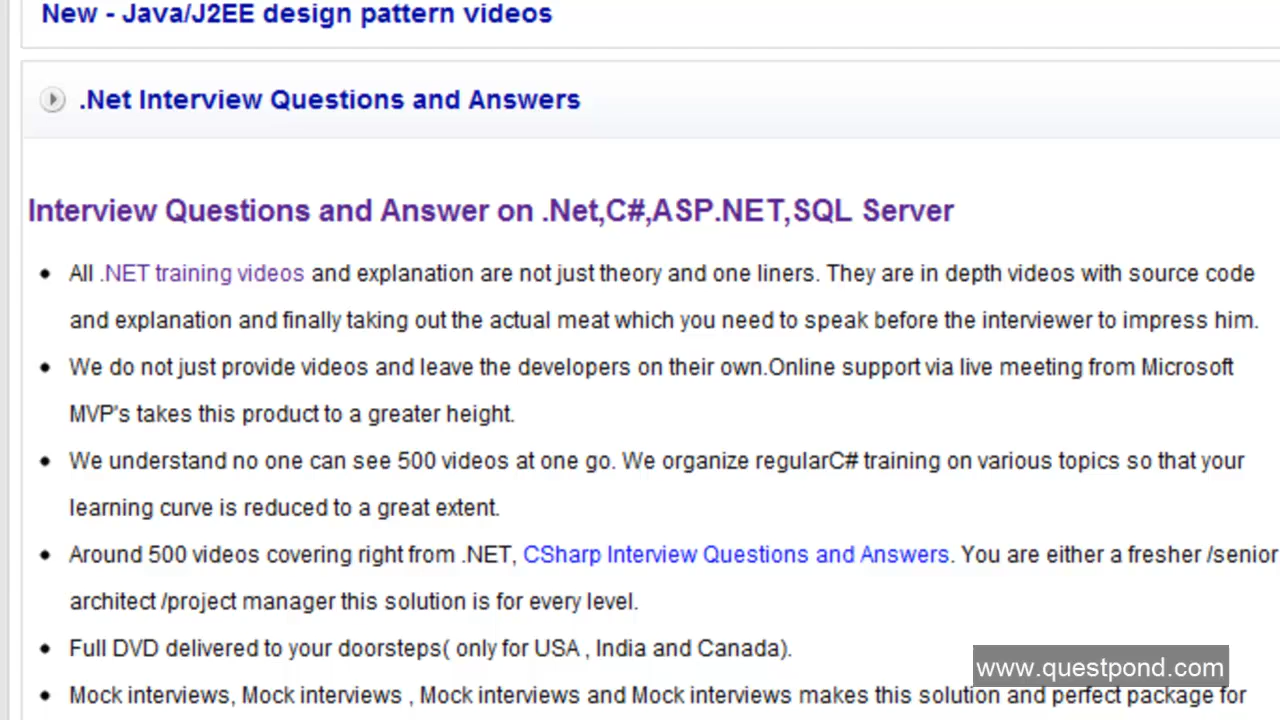 New - Java/J2EE design pattern videos
.Net Interview Questions and Answers
Interview Questions and Answer on .Net,C#,ASP.NET,SQL Server
All .NET training videos and explanation are not just theory and one liners. They are in depth videos with source code
and explanation and finally taking out the actual meat which you need to speak before the interviewer to impress him.
We do not just provide videos and leave the developers on their own.Online support via live meeting from Microsoft
MVP's takes this product to a greater height.
We understand no one can see 500 videos at one go. We organize regularC# training on various topics so that your
learning curve is reduced to a great extent.
Around 500 videos covering right from .NET, CSharp Interview Questions and Answers. You are either a fresher /senior
architect /project manager this solution is for every level.
Full DVD delivered to your doorsteps( only for USA , India and Canada).
www.questpond.com
Mock interviews, Mock interviews , Mock interviews and Mock interviews makes this solution and perfect package for